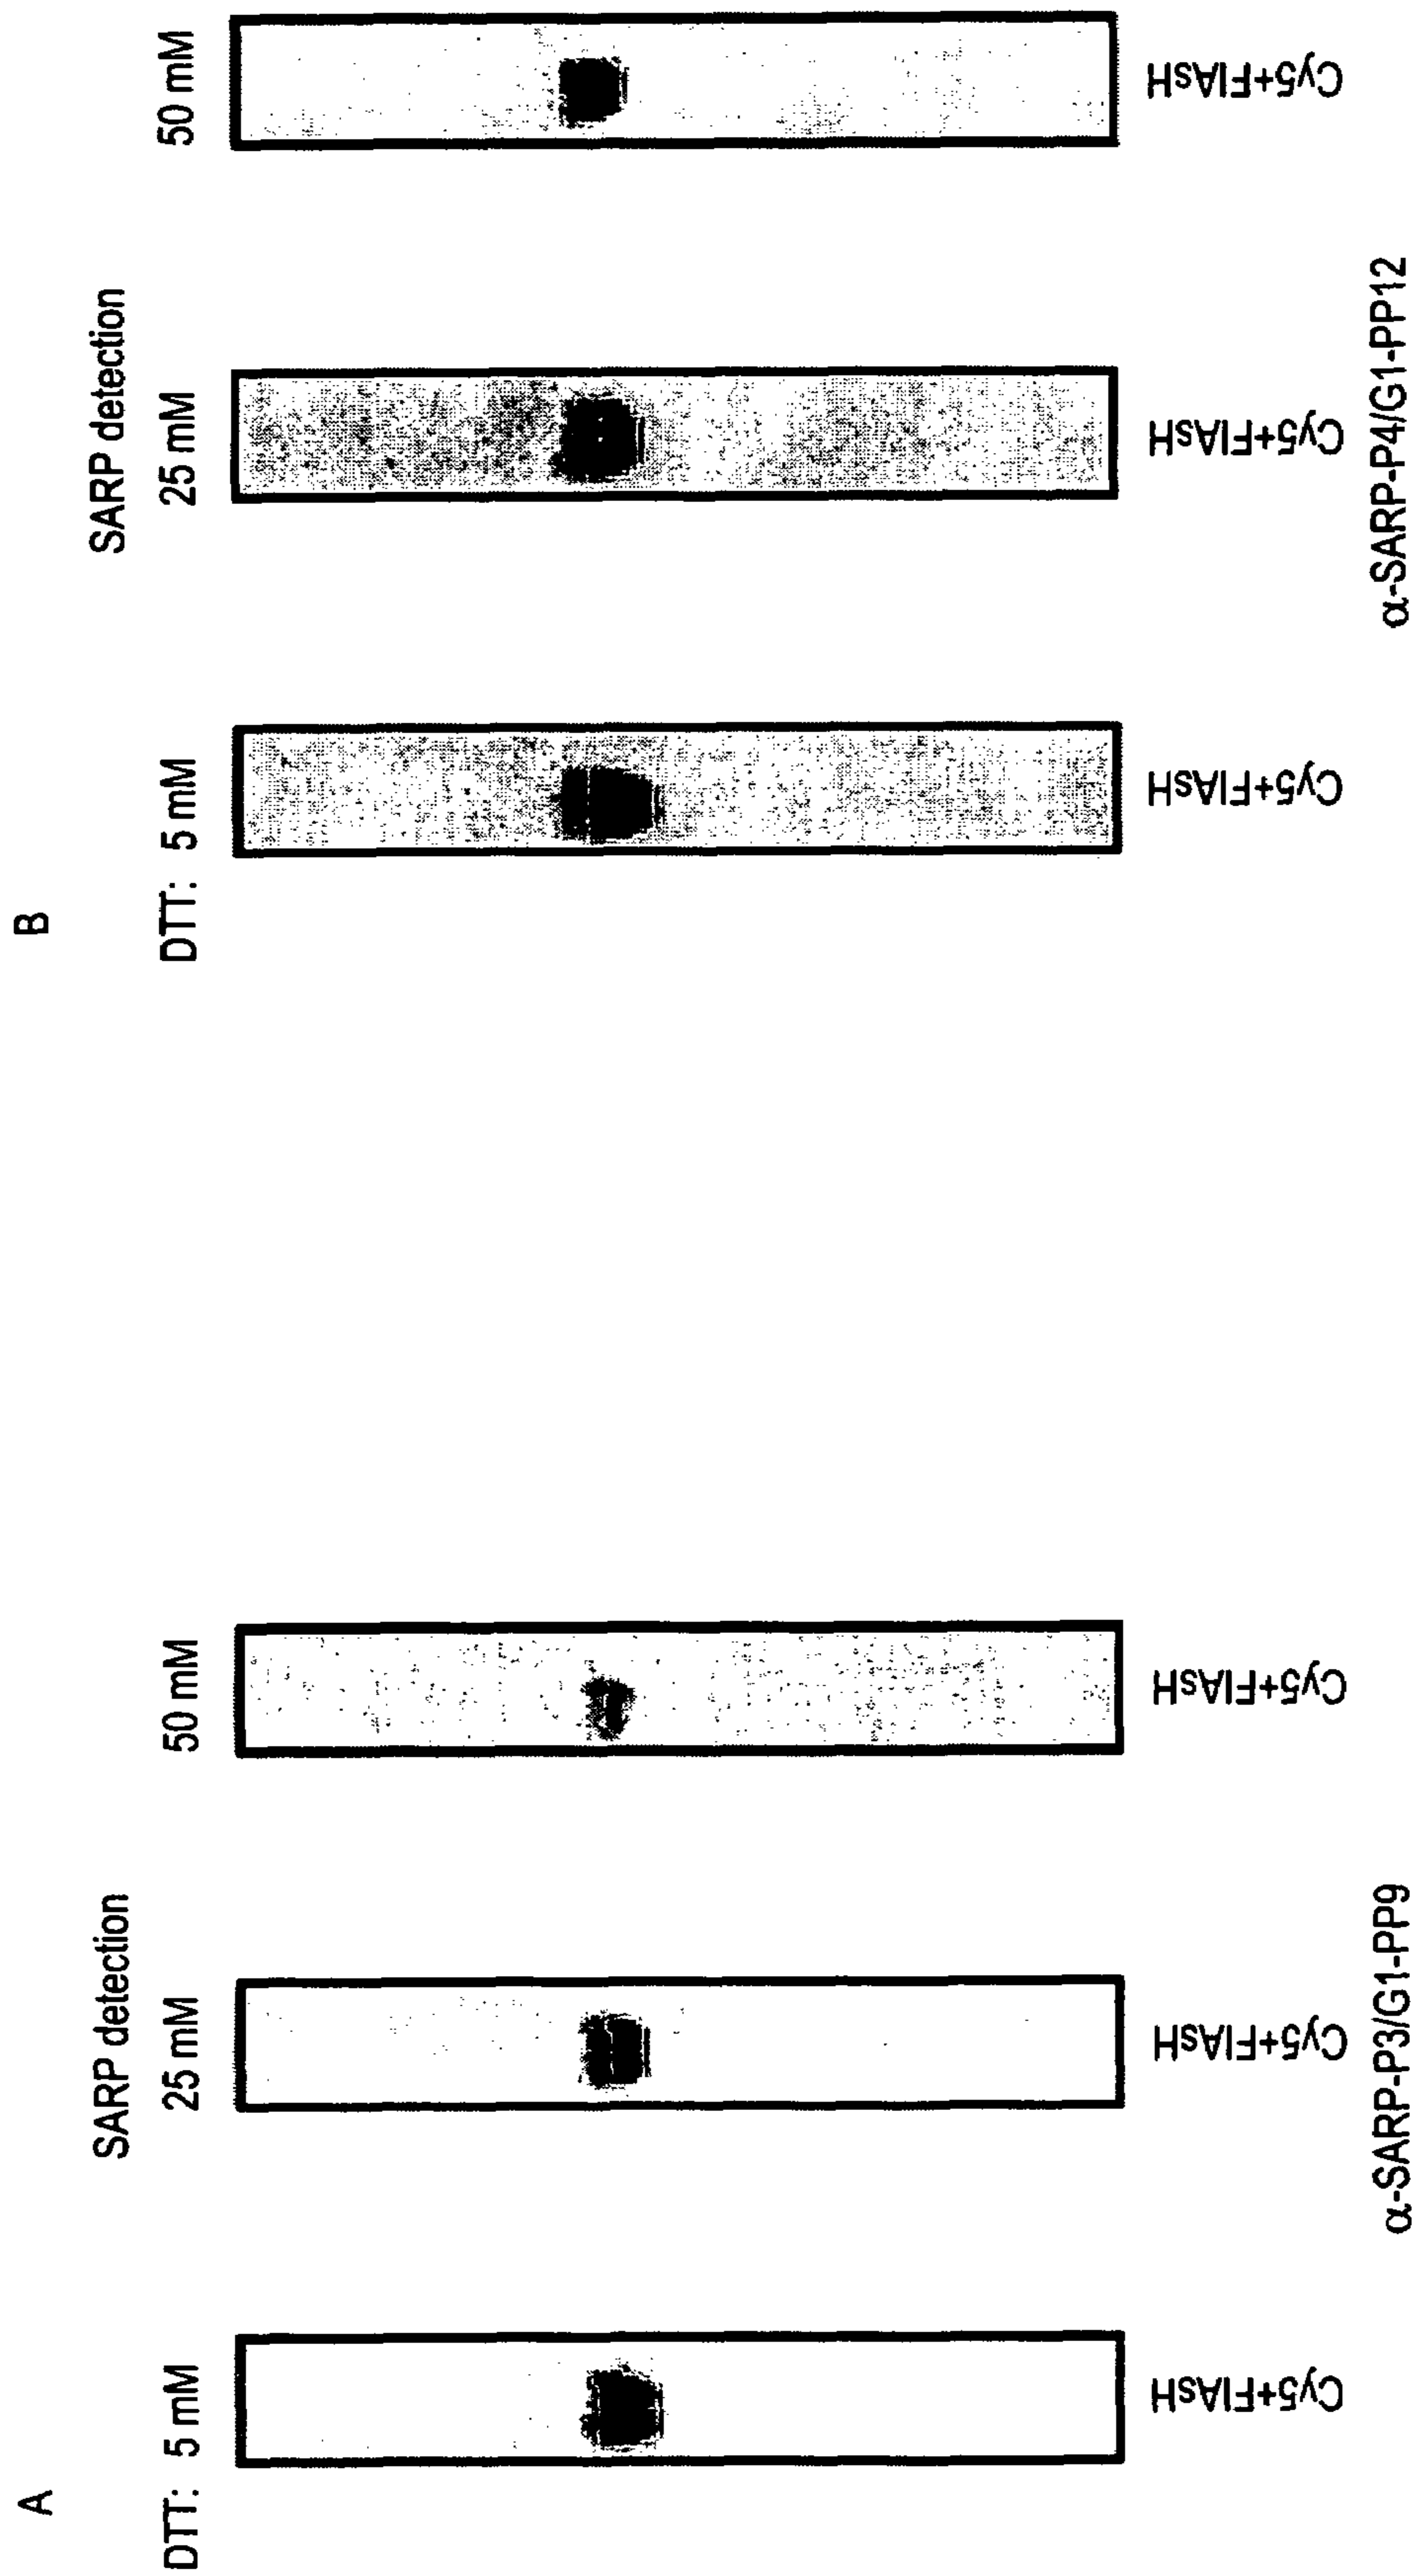 A
SARP detection
DTT: 5 mM 25 mM 50 mM
Cy5+FlAsH Cy5+FlAsH Cy5+FlAsH
α-SARP-P3/G1-PP9
B
SARP detection
DTT: 5 mM 25 mM 50 mM
Cy5+FlAsH Cy5+FlAsH Cy5+FlAsH
α-SARP-P4/G1-PP12